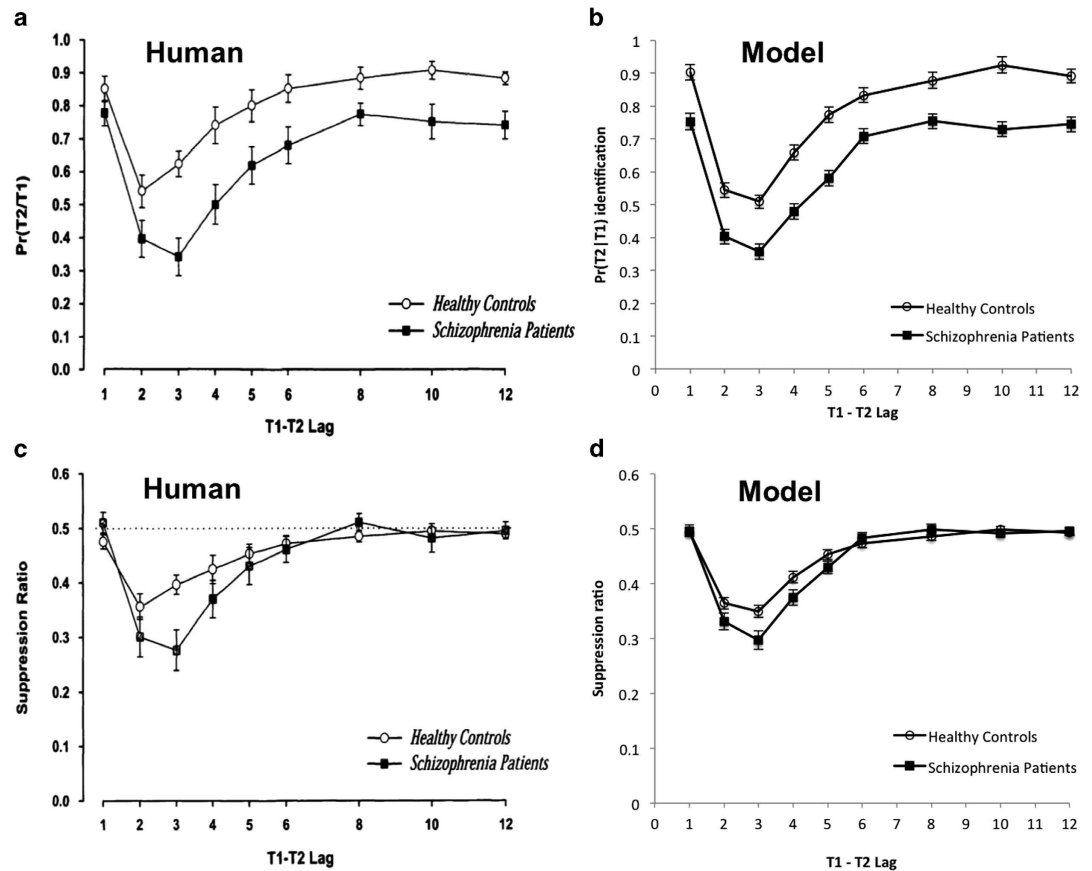 a
Human
1.0
0.9
0.8
0.7
0.6
0.5
0.4
0.3
0.2
0.1
0.0
Pr(T2/T1)
Healthy Controls
Schizophrenia Patients
1 2 3 4 5 6 8 10 12
T1-T2 Lag
b
Model
1
0.9
0.8
0.7
0.6
0.5
0.4
0.3
0.2
0.1
0
Pr(T2|T1) identification
Healthy Controls
Schizophrenia Patients
0 1 2 3 4 5 6 7 8 9 10 11 12
T1 - T2 Lag
c
Human
0.6
0.5
0.4
0.3
0.2
0.1
0.0
Suppression Ratio
Healthy Controls
Schizophrenia Patients
1 2 3 4 5 6 8 10 12
T1-T2 Lag
d
Model
0.6
0.5
0.4
0.3
0.2
0.1
0
Suppression ratio
Healthy Controls
Schizophrenia Patients
0 1 2 3 4 5 6 7 8 9 10 11 12
T1 - T2 Lag